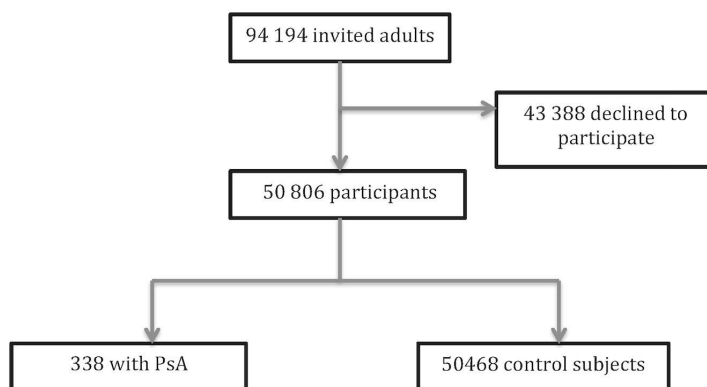 94 194 invited adults
43 388 declined to
participate
50 806 participants
338 with PsA
50468 control subjects